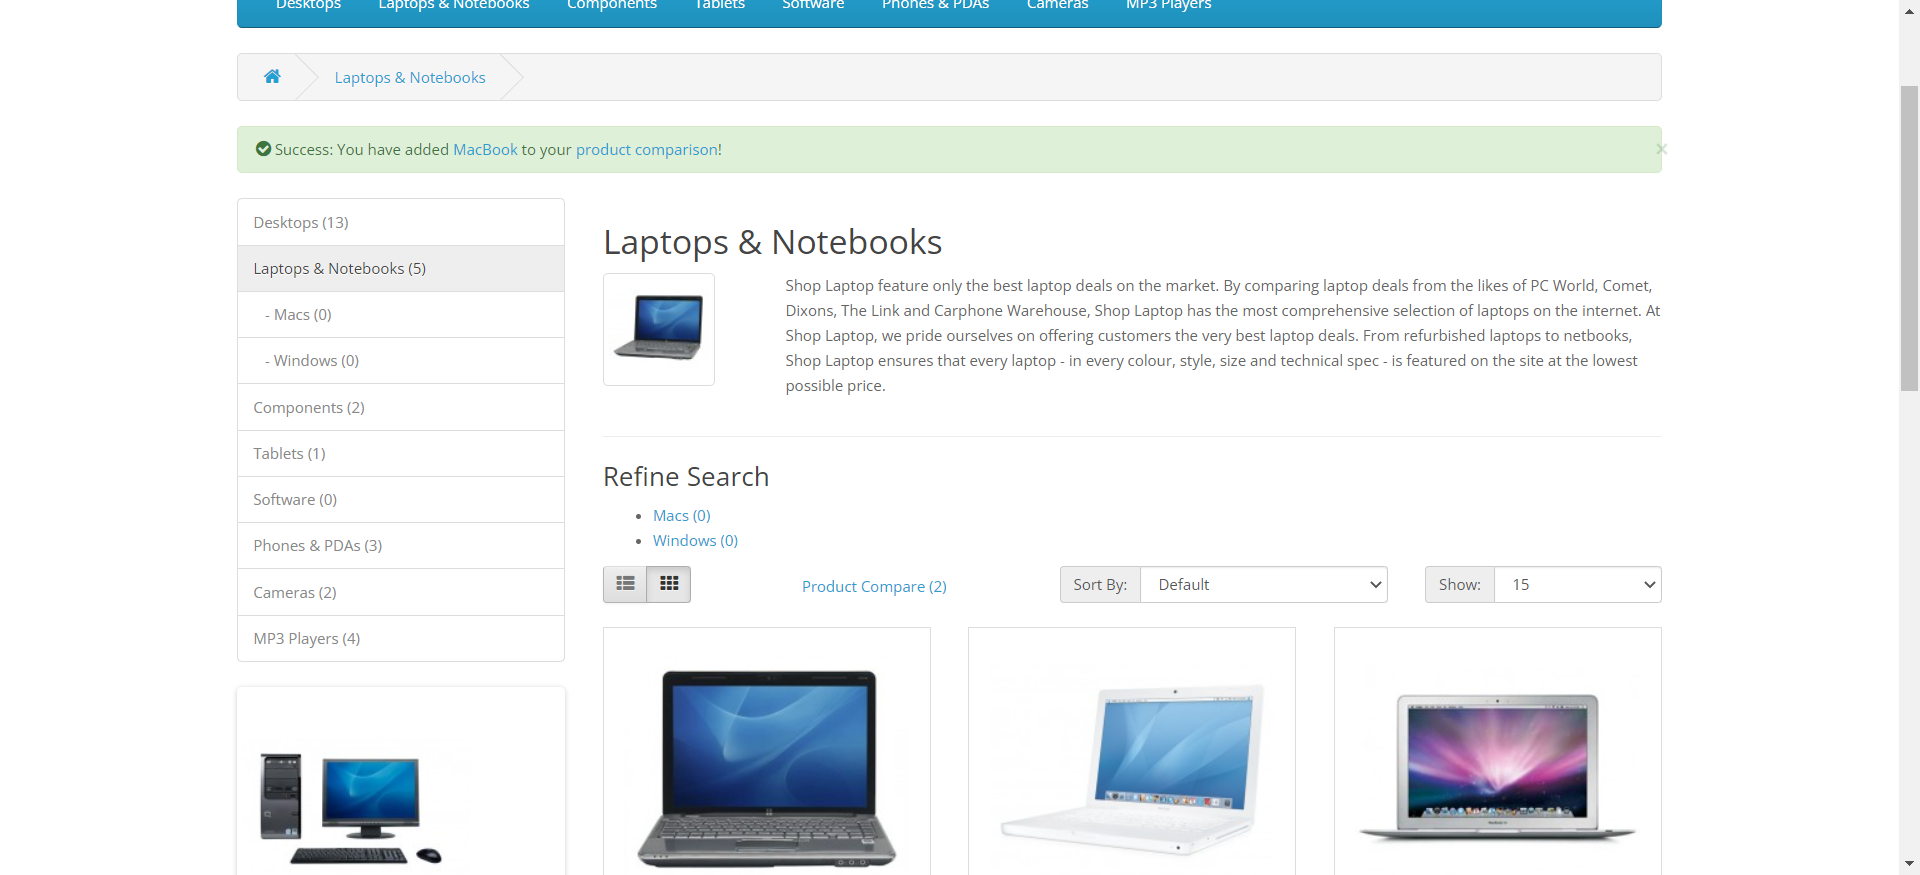 Desktops Laptops & Notebooks Components Tablets Software Phones & PDAs Cameras MP3 Players
Laptops & Notebooks
Success: You have added MacBook to your product comparison!
×
Desktops (13)
Laptops & Notebooks (5)
- Macs (0)
- Windows (0)
Components (2)
Tablets (1)
Software (0)
Phones & PDAs (3)
Cameras (2)
MP3 Players (4)
Laptops & Notebooks
Shop Laptop feature only the best laptop deals on the market. By comparing laptop deals from the likes of PC World, Comet,
Dixons, The Link and Carphone Warehouse, Shop Laptop has the most comprehensive selection of laptops on the internet. At
Shop Laptop, we pride ourselves on offering customers the very best laptop deals. From refurbished laptops to netbooks,
Shop Laptop ensures that every laptop - in every colour, style, size and technical spec - is featured on the site at the lowest
possible price.
Refine Search
Macs (0)
Windows (0)
Product Compare (2)
Sort By: Default
Show: 15